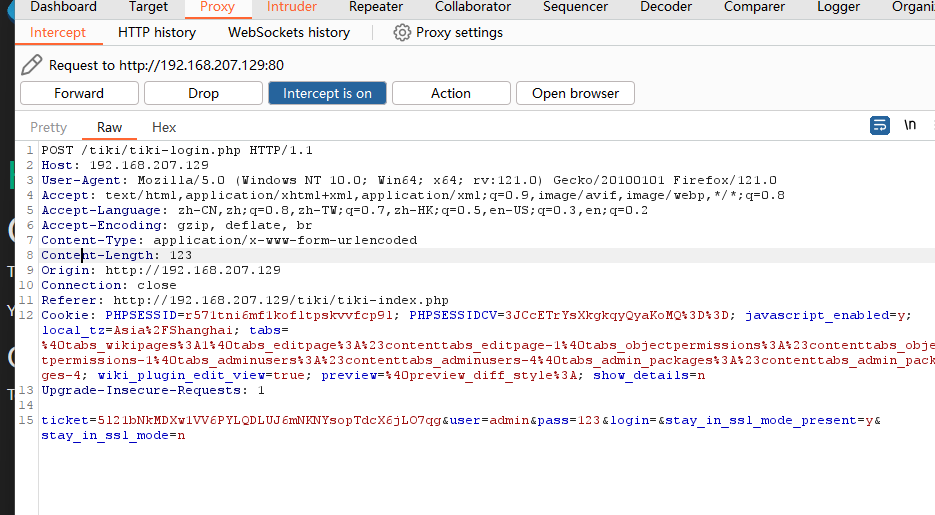 Dashboard Target Proxy Intruder Repeater Collaborator Sequencer Decoder Comparer Logger Organi
Intercept HTTP history WebSockets history Proxy settings
Request to http://192.168.207.129:80
Forward Drop Intercept is on Action Open browser
Pretty Raw Hex \n
1 POST /tiki/tiki-login.php HTTP/1.1
2 Host: 192.168.207.129
3 User-Agent: Mozilla/5.0 (Windows NT 10.0; Win64; x64; rv:121.0) Gecko/20100101 Firefox/121.0
4 Accept: text/html,application/xhtml+xml,application/xml;q=0.9,image/avif,image/webp,*/*;q=0.8
5 Accept-Language: zh-CN,zh;q=0.8,zh-TW;q=0.7,zh-HK;q=0.5,en-US;q=0.3,en;q=0.2
6 Accept-Encoding: gzip, deflate, br
7 Content-Type: application/x-www-form-urlencoded
8 Content-Length: 123
9 Origin: http://192.168.207.129
10 Connection: close
11 Referer: http://192.168.207.129/tiki/tiki-index.php
12 Cookie: PHPSESSID=r571tni6mf1kofltpskvvfcp91; PHPSESSIDCV=3JCcETrYsXkgkqyQyaKoMQ%3D%3D; javascript_enabled=y;
local_tz=Asia%2FShanghai; tabs=
%40tabs_wikipages%3A1%40tabs_editpage%3A%23contenttabs_editpage-1%40tabs_objectpermissions%3A%23contenttabs_obje
tpermissions-1%40tabs_adminusers%3A%23contenttabs_adminusers-4%40tabs_admin_packages%3A%23contenttabs_admin_pack
ges-4; wiki_plugin_edit_view=true; preview=%40preview_diff_style%3A; show_details=n
13 Upgrade-Insecure-Requests: 1
14
15 ticket=5l21bNkMDXw1VV6PYLQDLUJ6mNKNYsopTdcX6jLO7qg&user=admin&pass=123&login=&stay_in_ssl_mode_present=y&
stay_in_ssl_mode=n